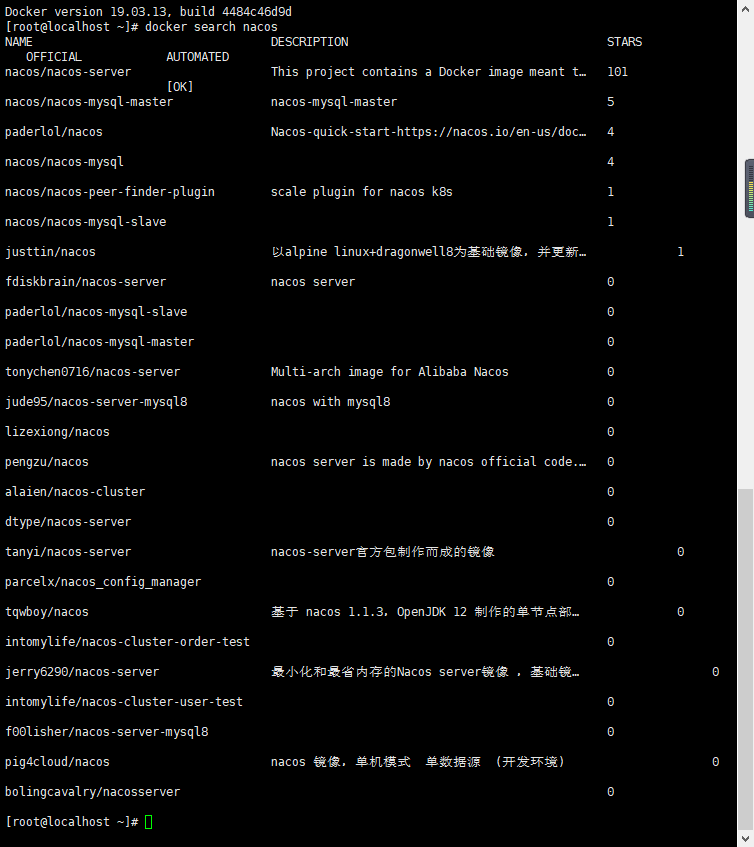 Docker version 19.03.13, build 4484c46d9d
[root@localhost ~]# docker search nacos
NAME DESCRIPTION STARS
OFFICIAL AUTOMATED
nacos/nacos-server This project contains a Docker image meant t… 101
[OK]
nacos/nacos-mysql-master nacos-mysql-master 5
paderlol/nacos Nacos-quick-start-https://nacos.io/en-us/doc… 4
nacos/nacos-mysql 4
nacos/nacos-peer-finder-plugin scale plugin for nacos k8s 1
nacos/nacos-mysql-slave 1
justtin/nacos 以alpine linux+dragonwell8为基础镜像, 并更新… 1
fdiskbrain/nacos-server nacos server 0
paderlol/nacos-mysql-slave 0
paderlol/nacos-mysql-master 0
tonychen0716/nacos-server Multi-arch image for Alibaba Nacos 0
jude95/nacos-server-mysql8 nacos with mysql8 0
lizexiong/nacos 0
pengzu/nacos nacos server is made by nacos official code.… 0
alaien/nacos-cluster 0
dtype/nacos-server 0
tanyi/nacos-server nacos-server官方包制作而成的镜像 0
parcelx/nacos_config_manager 0
tqwboy/nacos 基于 nacos 1.1.3，OpenJDK 12 制作的单节点部… 0
intomylife/nacos-cluster-order-test 0
jerry6290/nacos-server 最小化和最省内存的Nacos server镜像 , 基础镜… 0
intomylife/nacos-cluster-user-test 0
f00lisher/nacos-server-mysql8 0
pig4cloud/nacos nacos 镜像，单机模式 单数据源 （开发环境） 0
bolingcavalry/nacosserver 0
[root@localhost ~]#